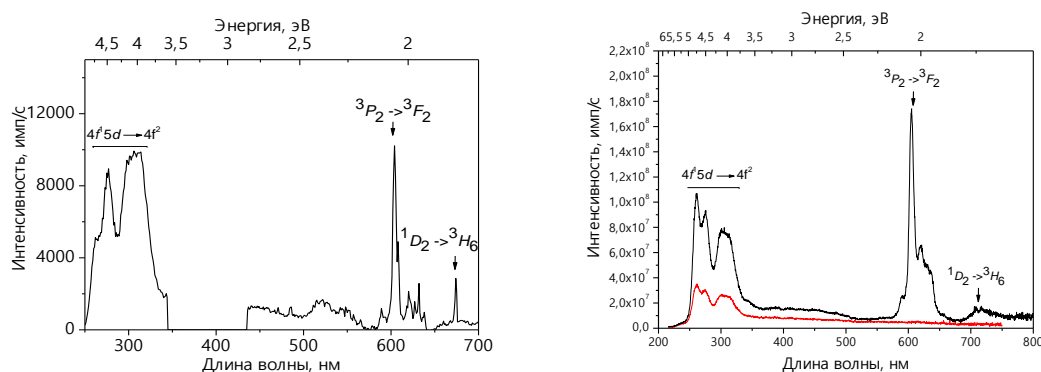 Энергия, эВ
4,5 4 3,5 3 2,5 2
Интенсивность, имп/с
12000
8000
4000
0
4f¹5d → 4f²
³P₂ -> ³F₂
¹D₂ -> ³H₆
300 400 500 600 700
Длина волны, нм
Энергия, эВ
6 5,5 5 4,5 4 3,5 3 2,5 2
Интенсивность, имп/с
2,2x10⁸
2,0x10⁸
1,8x10⁸
1,6x10⁸
1,4x10⁸
1,2x10⁸
1,0x10⁸
8,0x10⁷
6,0x10⁷
4,0x10⁷
2,0x10⁷
0,0
³P₂ -> ³F₂
4f¹5d → 4f²
¹D₂ -> ³H₆
200 300 400 500 600 700 800
Длина волны, нм